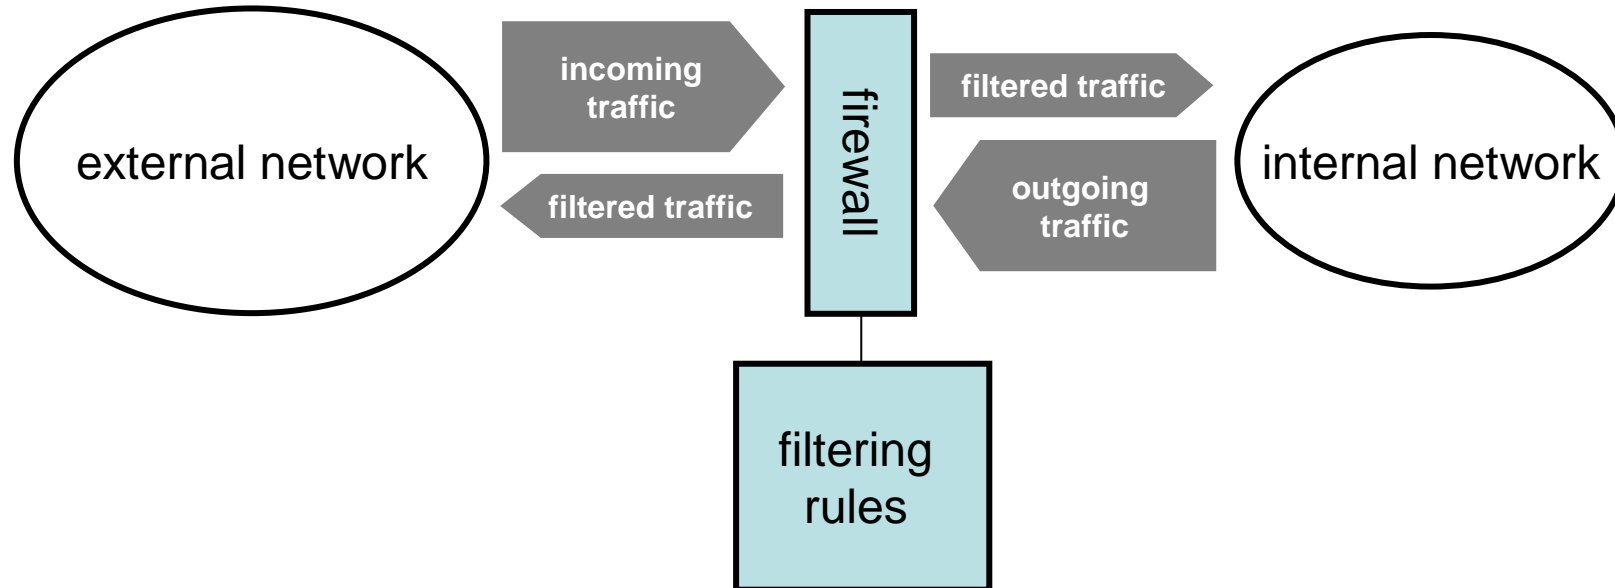 external network
incoming
traffic
filtered traffic
firewall
filtered traffic
outgoing
traffic
internal network
filtering
rules